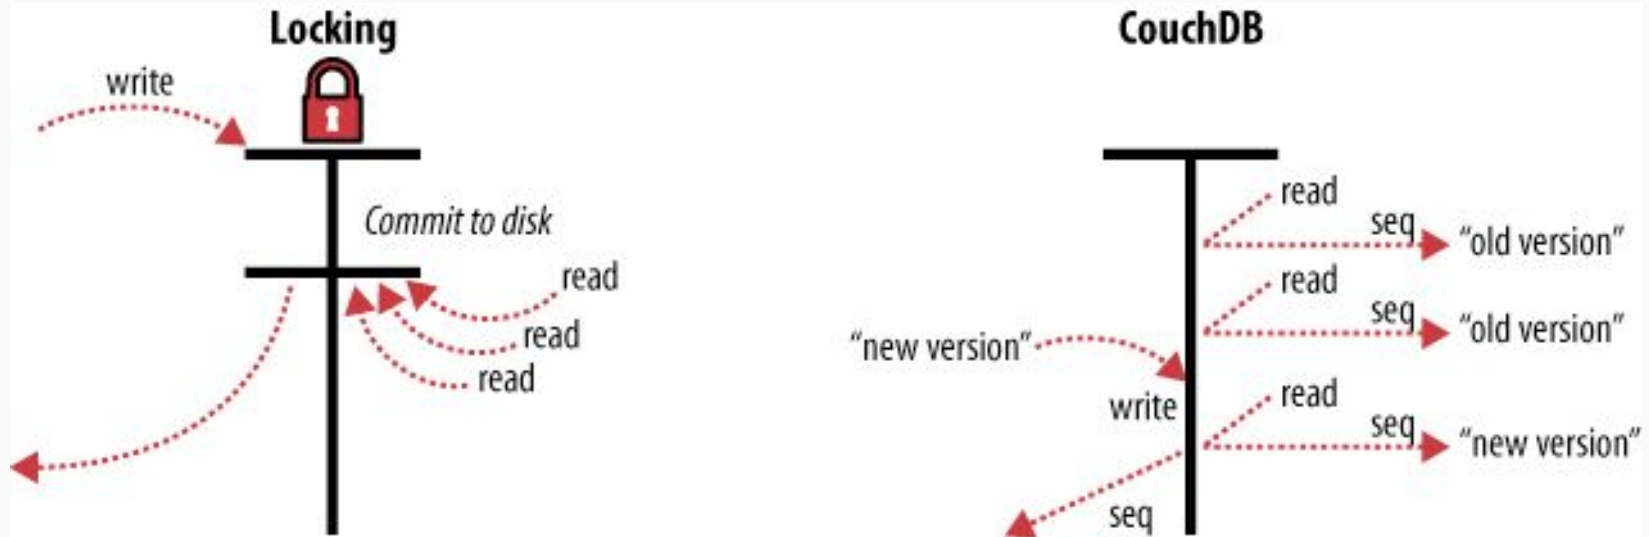 Locking
write
Commit to disk
read
read
read
CouchDB
read
seq
“old version”
read
seq
“old version”
“new version”
write
read
seq
“new version”
seq